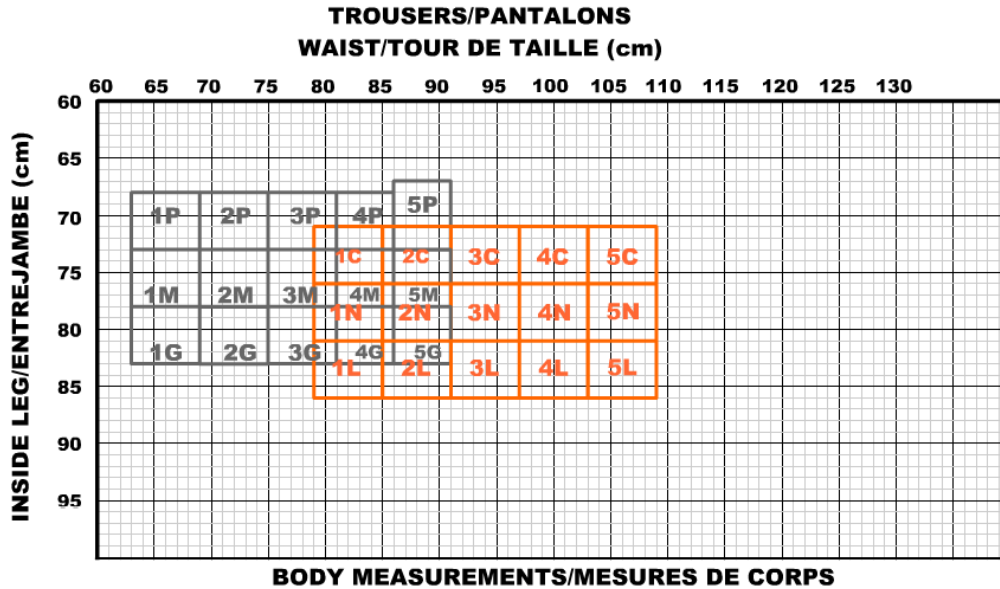 TROUSERS/PANTALONS
WAIST/TOUR DE TAILLE (cm)
60 65 70 75 80 85 90 95 100 105 110 115 120 125 130
INSIDE LEG/ENTREJAMBE (cm)
60
65
70
75
80
85
90
95
1P 2P 3P 4P 5P
1C 2C 3C 4C 5C
1M 2M 3M 4M 5M
1N 2N 3N 4N 5N
1G 2G 3G 4G 5G
1L 2L 3L 4L 5L
BODY MEASUREMENTS/MESURES DE CORPS